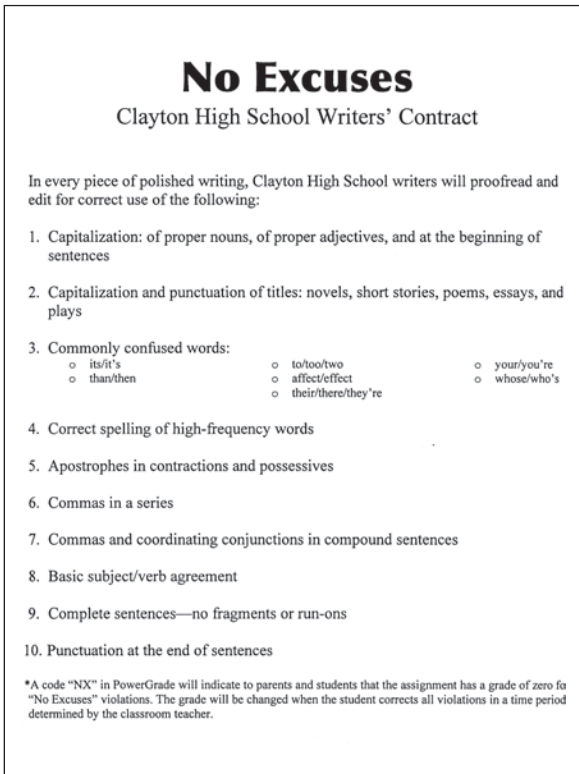 No Excuses
Clayton High School Writers' Contract
In every piece of polished writing, Clayton High School writers will proofread and
edit for correct use of the following:
1. Capitalization: of proper nouns, of proper adjectives, and at the beginning of
sentences
2. Capitalization and punctuation of titles: novels, short stories, poems, essays, and
plays
3. Commonly confused words:
o its/it's o to/too/two o your/you're
o than/then o affect/effect o whose/who's
o their/there/they're
4. Correct spelling of high-frequency words
5. Apostrophes in contractions and possessives
6. Commas in a series
7. Commas and coordinating conjunctions in compound sentences
8. Basic subject/verb agreement
9. Complete sentences—no fragments or run-ons
10. Punctuation at the end of sentences
*A code "NX" in PowerGrade will indicate to parents and students that the assignment has a grade of zero fo
"No Excuses" violations. The grade will be changed when the student corrects all violations in a time period
determined by the classroom teacher.